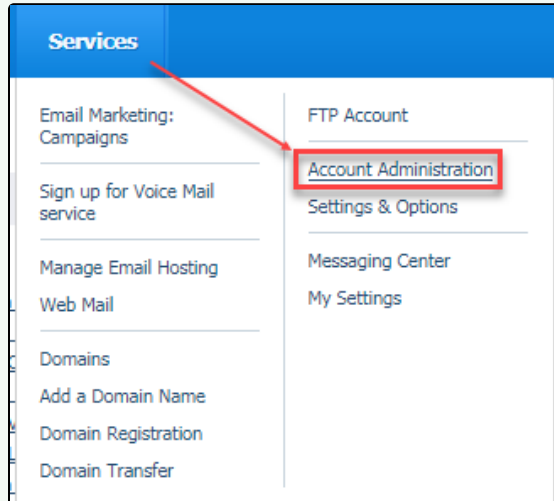 Services
Email Marketing:
Campaigns
Sign up for Voice Mail
service
Manage Email Hosting
Web Mail
Domains
Add a Domain Name
Domain Registration
Domain Transfer
FTP Account
Account Administration
Settings & Options
Messaging Center
My Settings